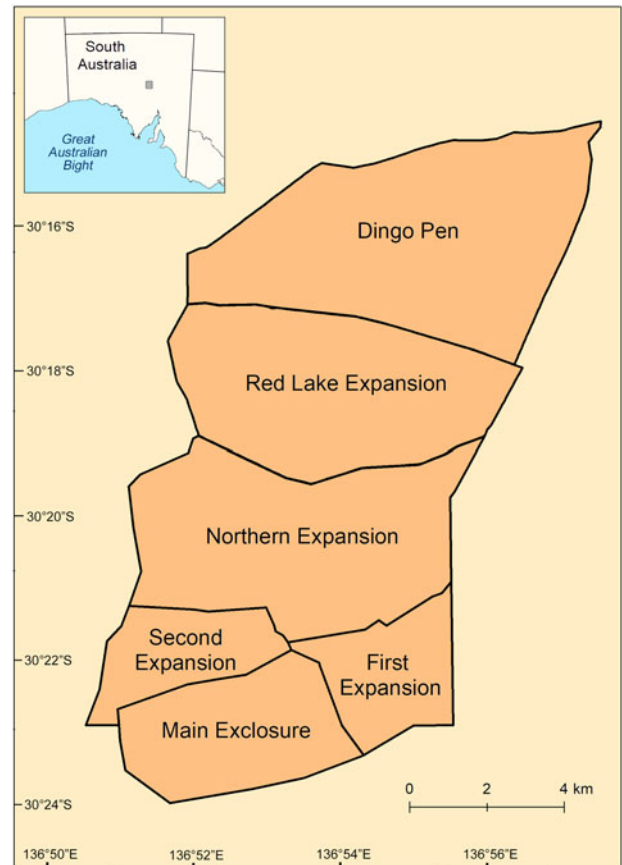 South
Australia
Great
Australian
Bight
Dingo Pen
30°16"S
30°18"S
Red Lake Expansion
30°20"S
Northern Expansion
Second
Expansion
First
Expansion
30°22"S
Main Exclosure
0 2 4 km
30°24"S
136°50"E 136°52"E 136°54"E 136°56"E